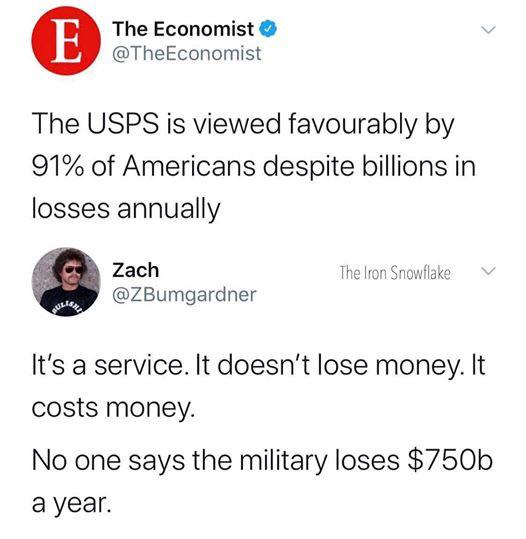 E The Economist
@TheEconomist
The USPS is viewed favourably by
91% of Americans despite billions in
losses annually
Zach The Iron Snowflake
@ZBumgardner
It's a service. It doesn't lose money. It
costs money.
No one says the military loses $750b
a year.